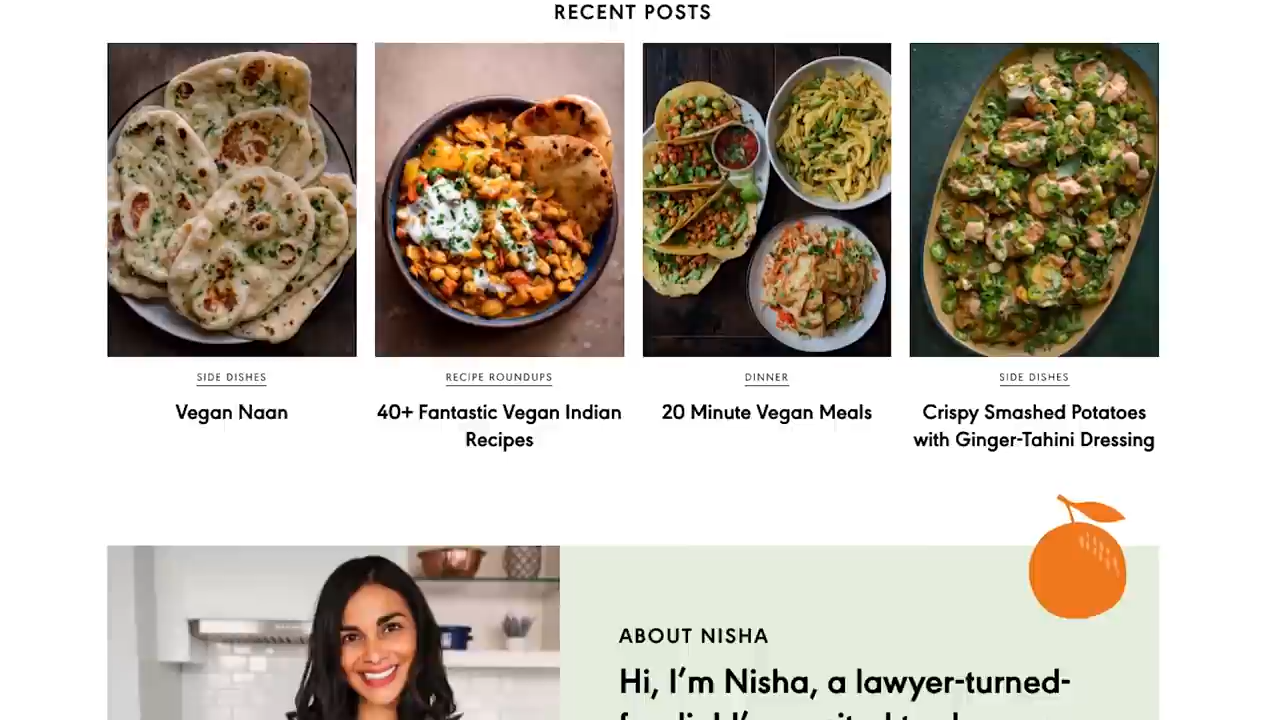 RECENT POSTS
SIDE DISHES
Vegan Naan
RECIPE ROUNDUPS
40+ Fantastic Vegan Indian
Recipes
DINNER
20 Minute Vegan Meals
SIDE DISHES
Crispy Smashed Potatoes
with Ginger-Tahini Dressing
ABOUT NISHA
Hi, I'm Nisha, a lawyer-turned-